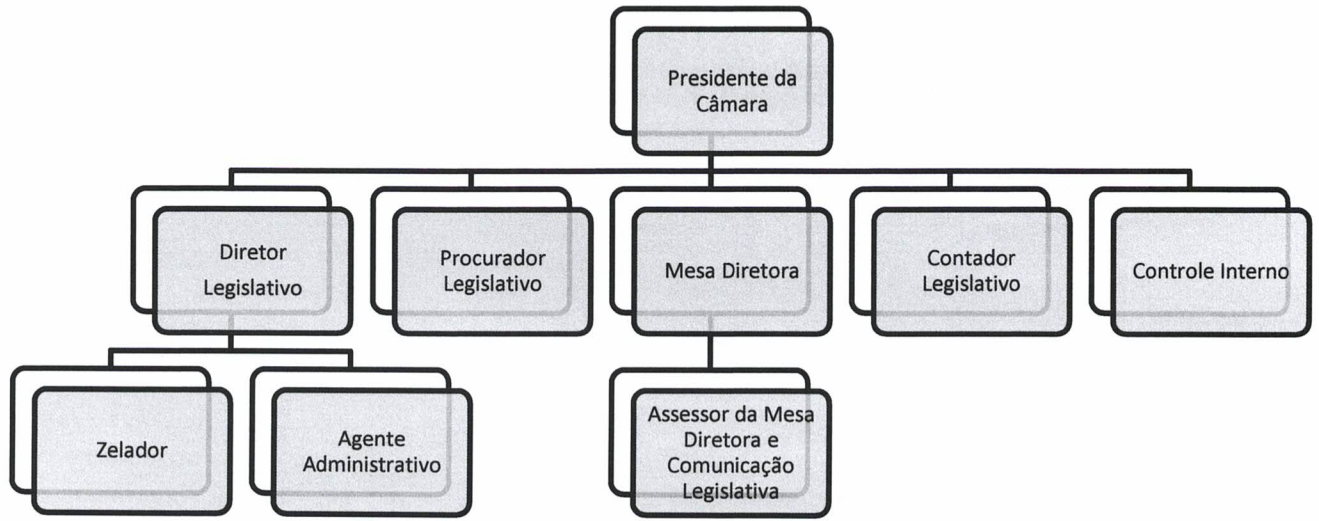 Presidente da
Câmara
Diretor
Legislativo
Procurador
Legislativo
Mesa Diretora
Contador
Legislativo
Controle Interno
Zelador
Agente
Administrativo
Assessor da Mesa
Diretora e
Comunicação
Legislativa